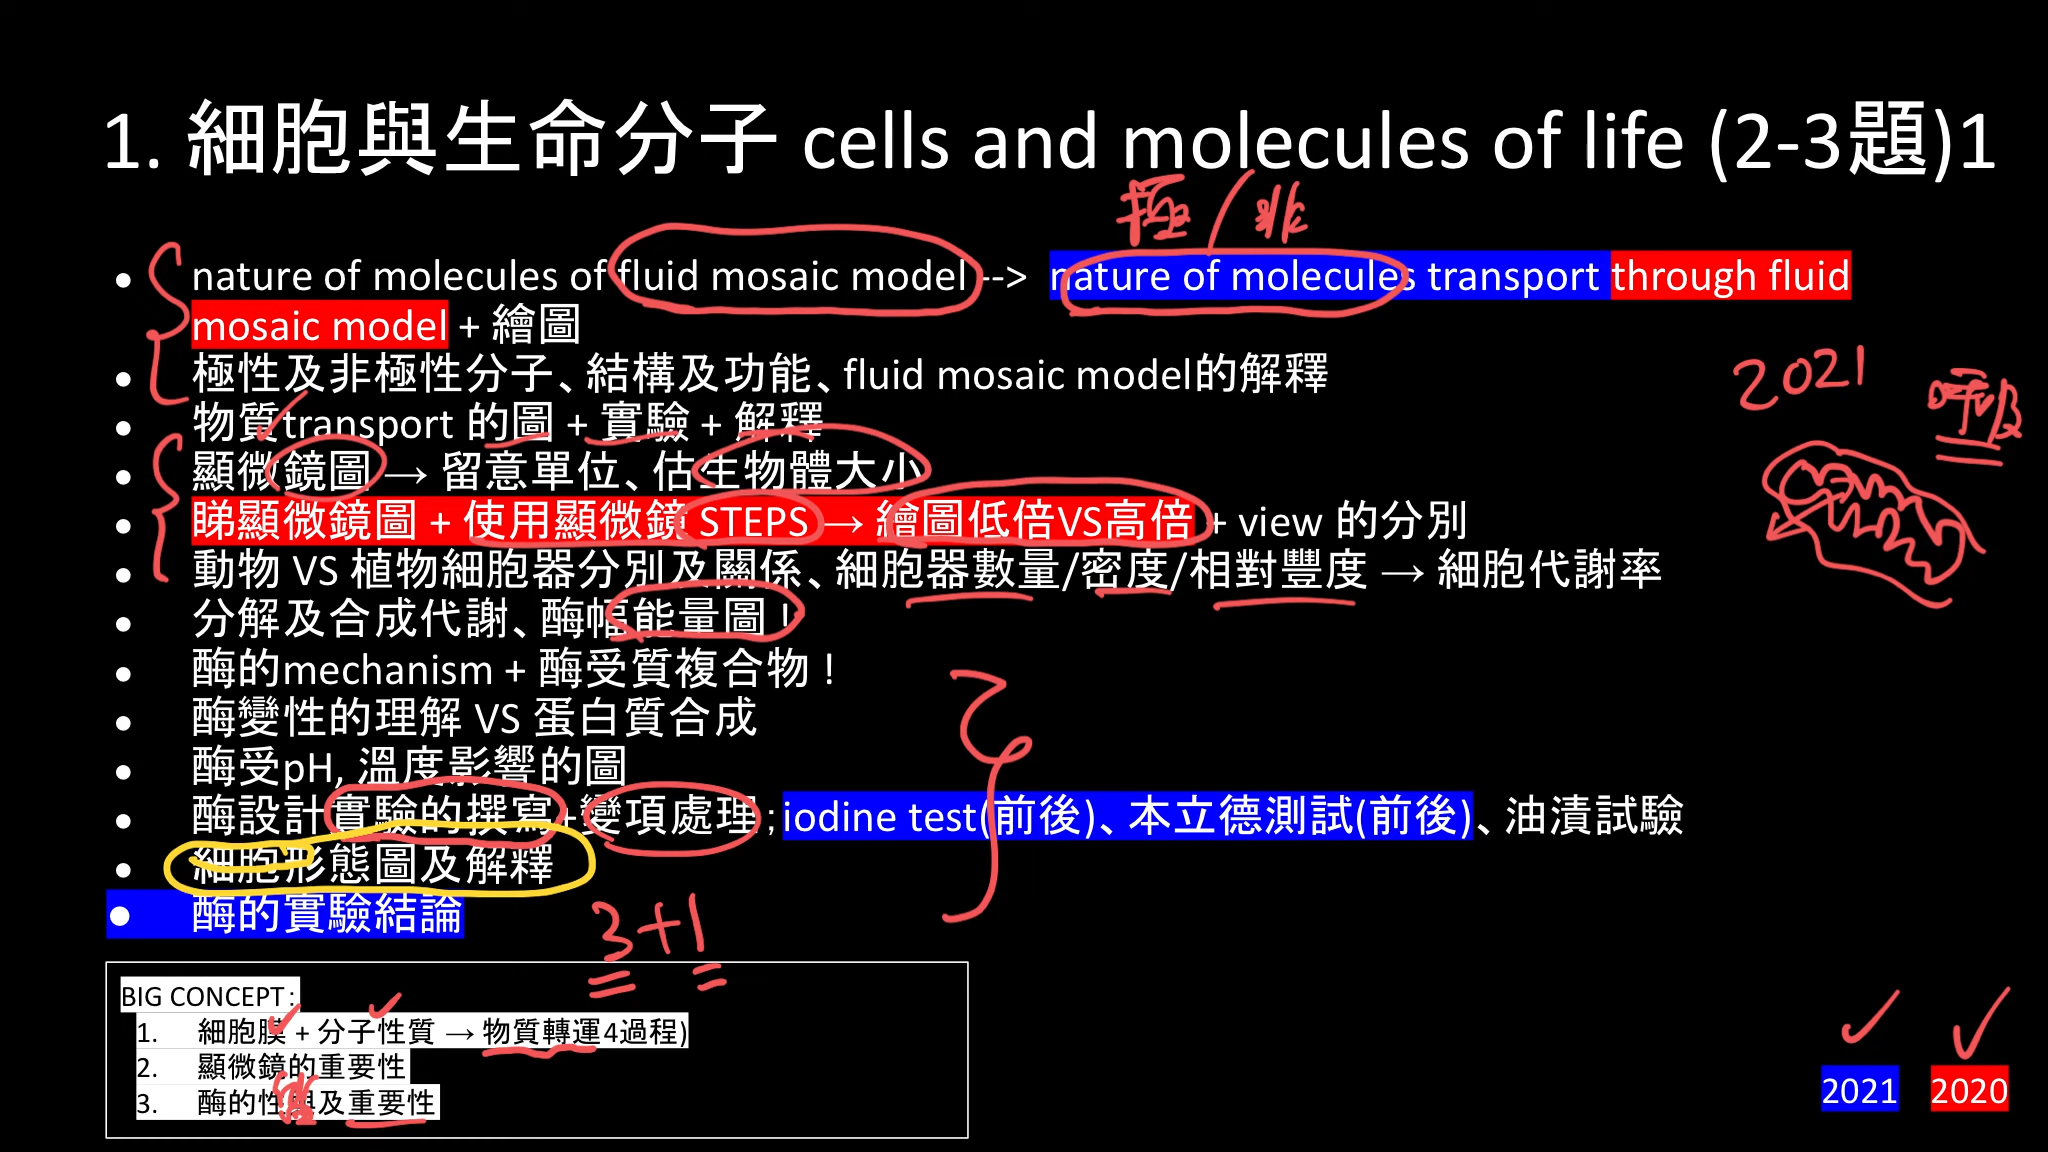 1. 細胞與生命分子 cells and molecules of life (2-3題)1
極/非
● nature of molecules of fluid mosaic model --> nature of molecules transport through fluid
mosaic model + 繪圖
● 極性及非極性分子、結構及功能、fluid mosaic model的解釋
2021
呼吸
● 物質transport 的圖 + 實驗 + 解釋
● 顯微鏡圖 → 留意單位、估生物體大小
● 睇顯微鏡圖 + 使用顯微鏡 STEPS → 繪圖低倍VS高倍 + view 的分別
● 動物 VS 植物細胞器分別及關係、細胞器數量/密度/相對豐度 → 細胞代謝率
● 分解及合成代謝、酶幅能量圖！
● 酶的mechanism + 酶受質複合物！
● 酶變性的理解 VS 蛋白質合成
● 酶受pH, 溫度影響的圖
● 酶設計實驗的撰寫+變項處理；iodine test(前後)、本立德測試(前後)、油漬試驗
● 細胞形態圖及解釋
● 酶的實驗結論
3+1
BIG CONCEPT：
1. 細胞膜 + 分子性質 → 物質轉運4過程)
2. 顯微鏡的重要性
3. 酶的性與及重要性
2021 2020